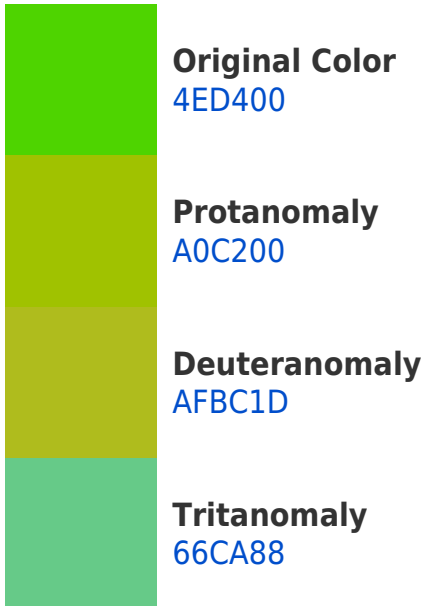 Original Color
4ED400
Protanomaly
A0C200
Deuteranomaly
AFBC1D
Tritanomaly
66CA88